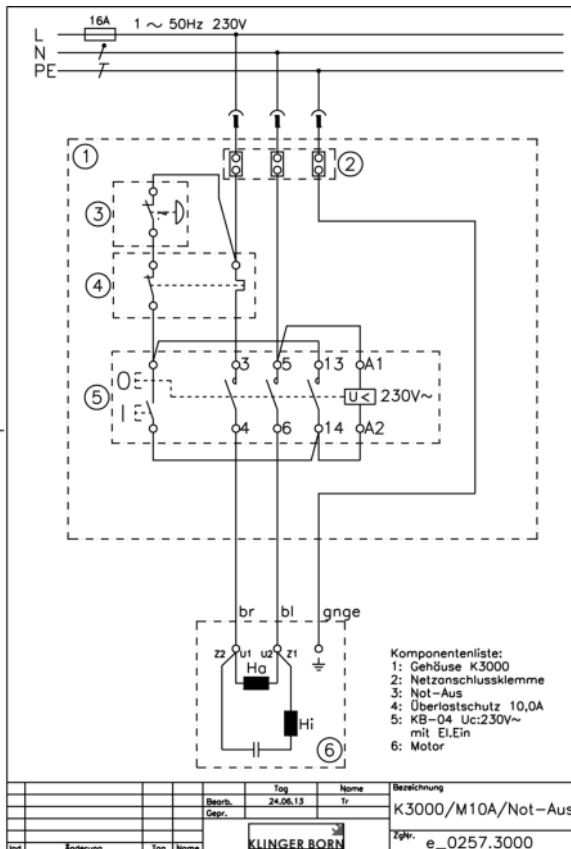 16A 1 ~ 50Hz 230V
L
N
PE
1
2
3
4
3 5 13 A1
O
5 U< 230V~
I
4 6 14 A2
br bl gnge
Z2 U1 U2 Z1
Ha
Hi
6
Komponentenliste:
1: Gehäuse K3000
2: Netzanschlussklemme
3: Not-Aus
4: Überlastschutz 10,0A
5: KB-04 Uc:230V~
mit El.Ein
6: Motor
Tag Name Bezeichnung
Bearb. 24.06.13 Tr
K3000/M10A/Not-Aus
Gepr.
KLINGER BORN
ZgNr. e_0257.3000
Ind Änderung Tag Name